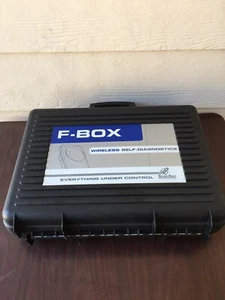 F-BOX
WIRELESS SELF-DIAGNOSTICS
EVERYTHING UNDER CONTROL